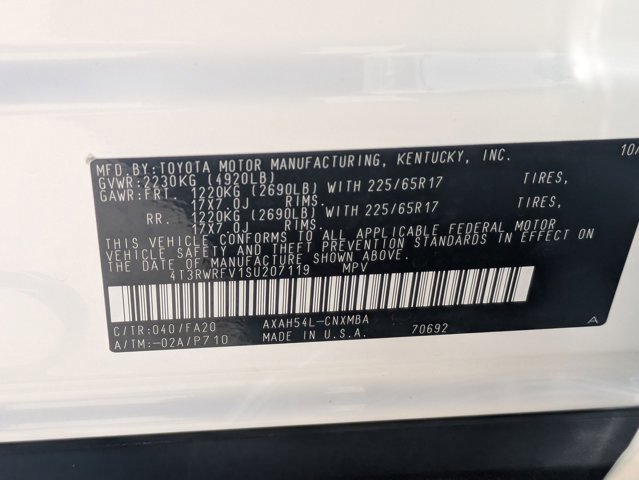 MFD.BY:TOYOTA MOTOR MANUFACTURING, KENTUCKY, INC. 10/
GVWR:2230KG (4920LB)
GAWR:FRT. 1220KG (2690LB) WITH 225/65R17 TIRES,
17X7.0J RIMS.
RR. 1220KG (2690LB) WITH 225/65R17 TIRES,
17X7.0J RIMS.
THIS VEHICLE CONFORMS TO ALL APPLICABLE FEDERAL MOTOR
VEHICLE SAFETY AND THEFT PREVENTION STANDARDS IN EFFECT ON
THE DATE OF MANUFACTURE SHOWN ABOVE.
4T3RWRFV1SU207119 MPV
C/TR:040/FA20 AXAH54L-CNXMBA
A/TM:-02A/P710 MADE IN U.S.A. 70692 A